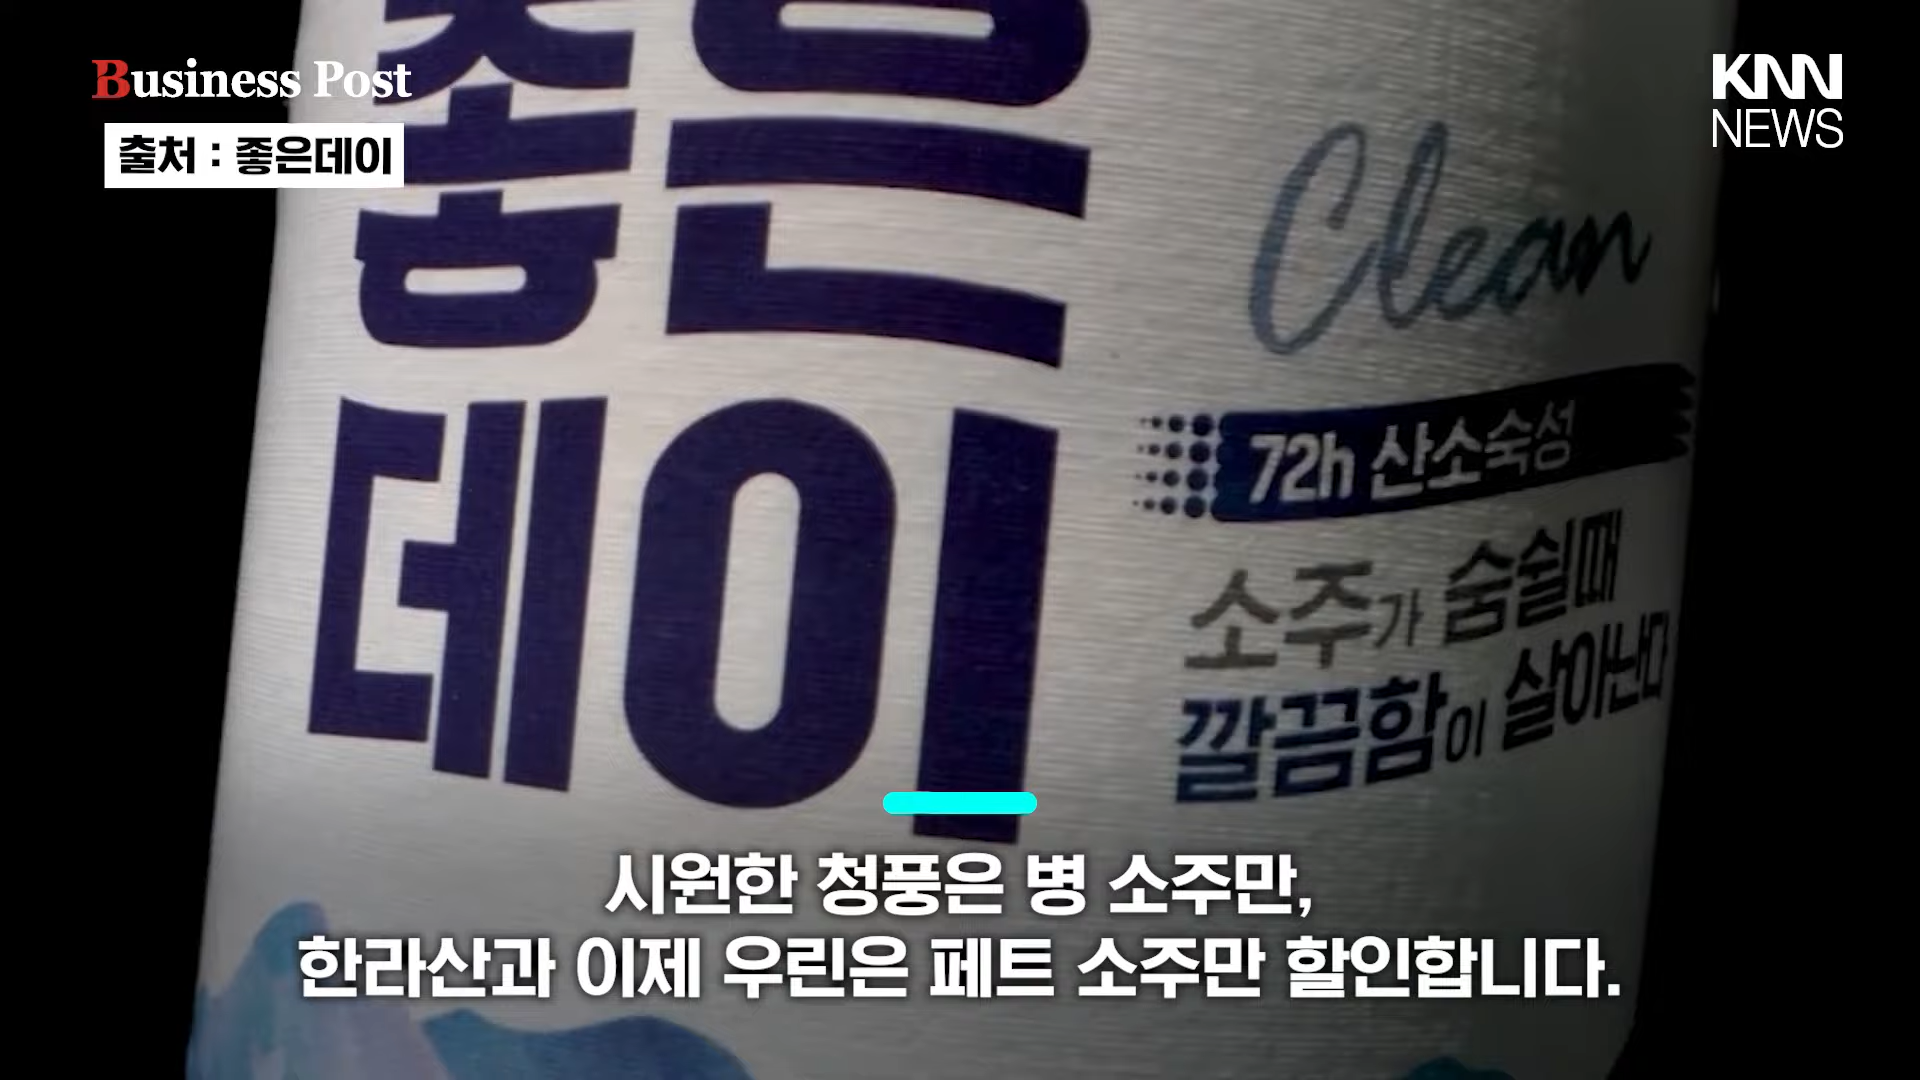 Business Post
출처 : 좋은데이
KNN
NEWS
좋은
데이
Clean
72h 산소숙성
소주가 숨쉴때
깔끔함이 살아난다
시원한 청풍은 병 소주만,
한라산과 이제 우린은 페트 소주만 할인합니다.